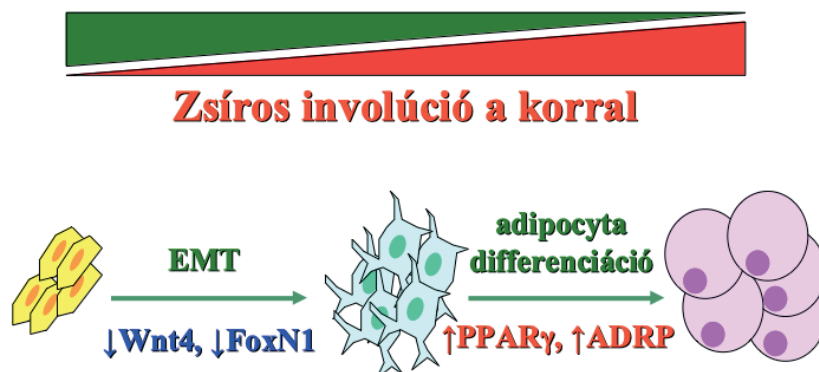 Zsíros involúció a korral
EMT
↓Wnt4, ↓FoxN1
adipocyta
differenciáció
↑PPARγ, ↑ADRP